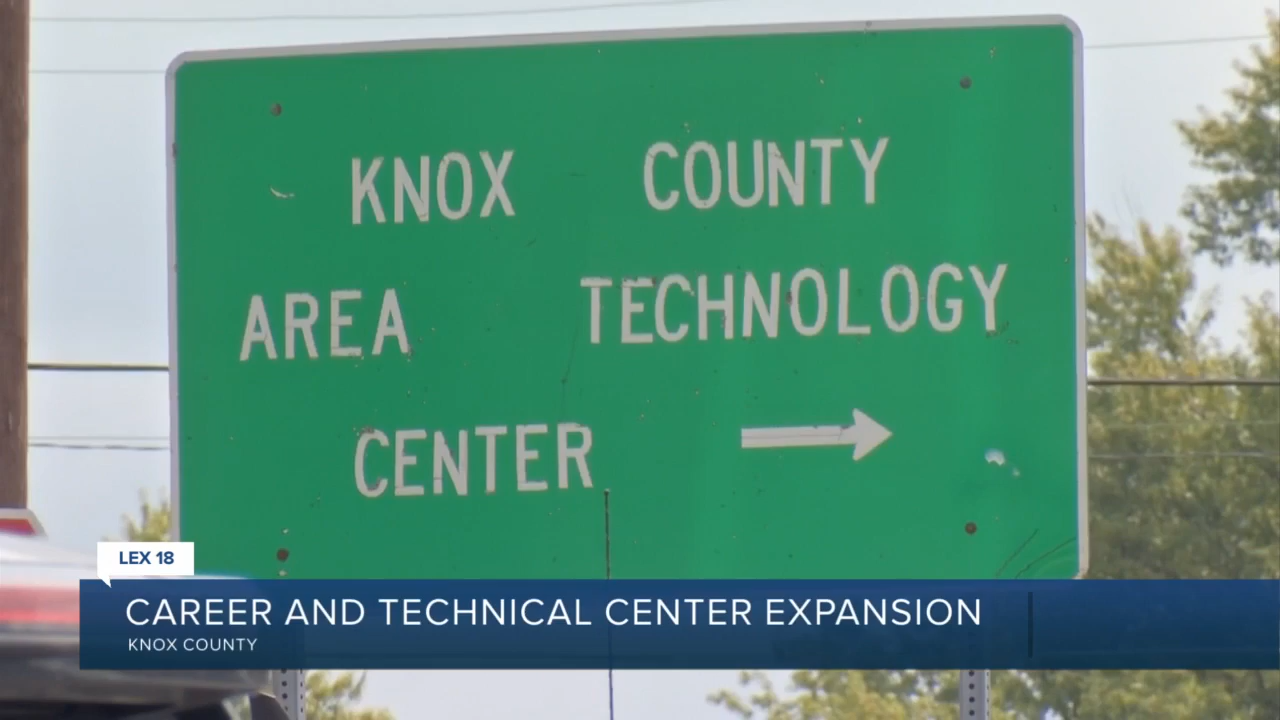 KNOX COUNTY
AREA TECHNOLOGY
CENTER
LEX 18
CAREER AND TECHNICAL CENTER EXPANSION
KNOX COUNTY